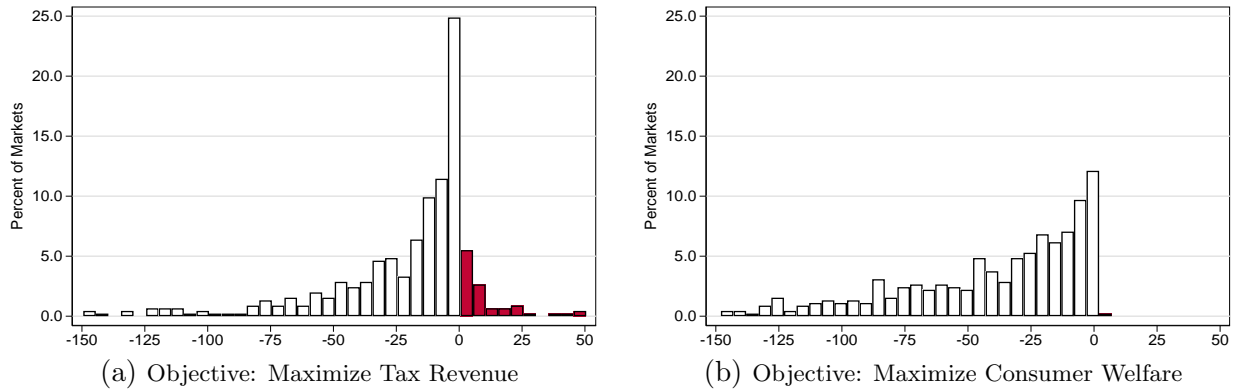 25.0
20.0
15.0
10.0
5.0
0.0
Percent of Markets
-150 -125 -100 -75 -50 -25 0 25 50
(a) Objective: Maximize Tax Revenue
25.0
20.0
15.0
10.0
5.0
0.0
Percent of Markets
-150 -125 -100 -75 -50 -25 0 25 50
(b) Objective: Maximize Consumer Welfare